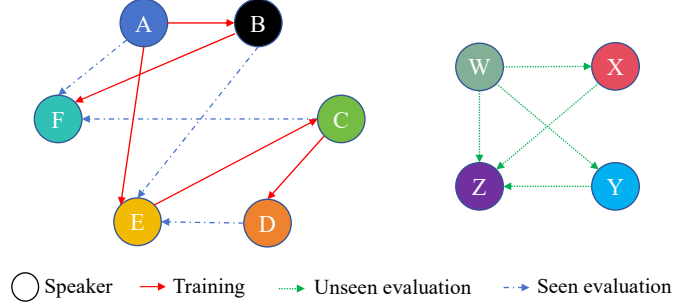 A
B
W
X
F
C
Z
Y
E
D
Speaker
Training
Unseen evaluation
Seen evaluation